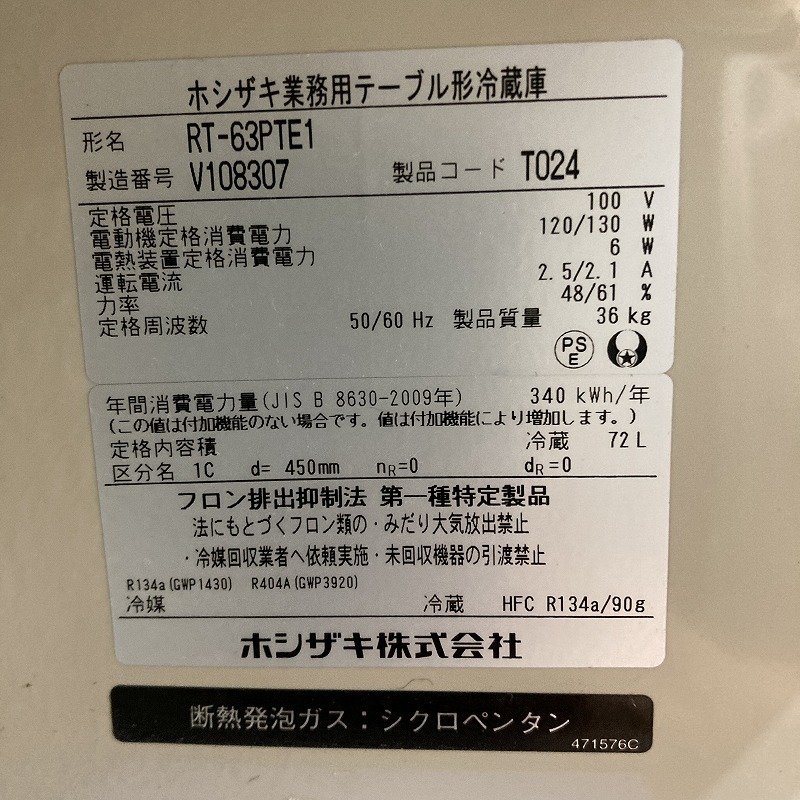 ホシザキ業務用テーブル形冷蔵庫
形名 RT-63PTE1
製造番号 V108307 製品コード T024
定格電圧 100 V
電動機定格消費電力 120/130 W
電熱装置定格消費電力 6 W
運転電流 2.5/2.1 A
力率 48/61 %
定格周波数 50/60 Hz 製品質量 36 kg
PS
E
年間消費電力量(JIS B 8630-2009年) 340 kWh/年
(この値は付加機能のない場合です。値は付加機能により増加します。)
定格内容積 冷蔵 72 L
区分名 1C d= 450mm nR=0 dR=0
フロン排出抑制法 第一種特定製品
法にもとづくフロン類の・みだり大気放出禁止
・冷媒回収業者へ依頼実施・未回収機器の引渡禁止
R134a(GWP1430) R404A(GWP3920)
冷媒 冷蔵 HFC R134a/90g
ホシザキ株式会社
断熱発泡ガス：シクロペンタン
471576C